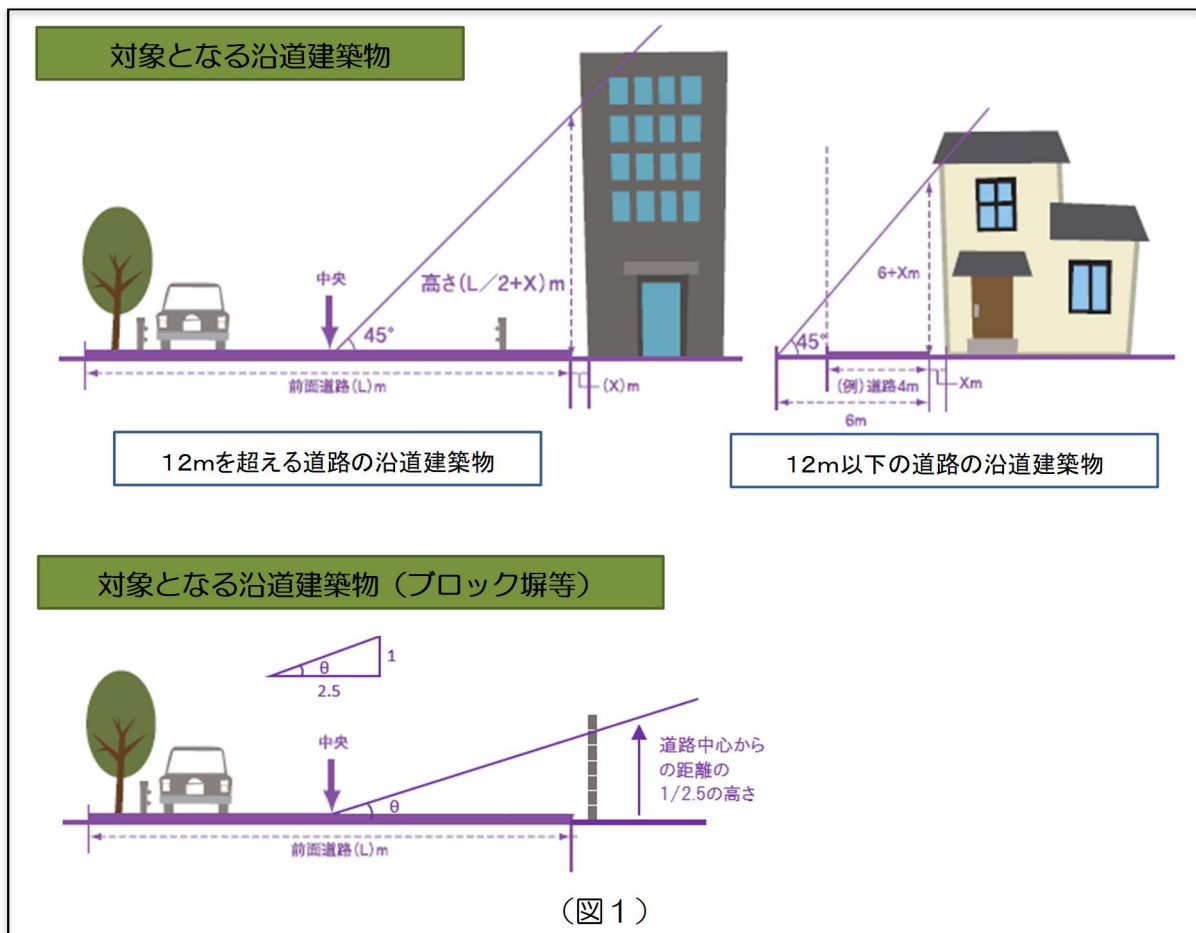 対象となる沿道建築物
中央
高さ(L/2+X)m
45°
前面道路(L)m
(X)m
12mを超える道路の沿道建築物
6+Xm
45°
(例)道路4m
Xm
6m
12m以下の道路の沿道建築物
対象となる沿道建築物（ブロック塀等）
θ
1
2.5
中央
θ
道路中心から
の距離の
1/2.5の高さ
前面道路(L)m
（図１）